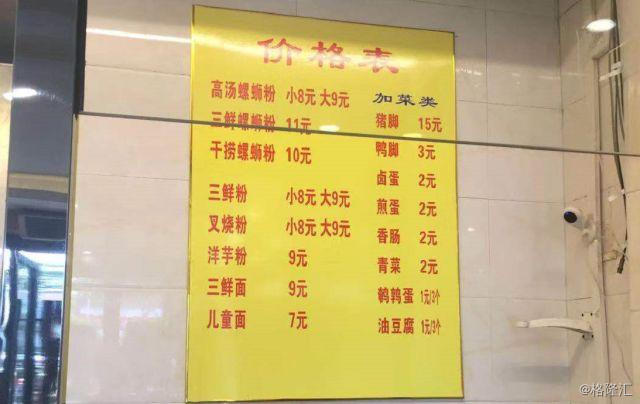 价格表
高汤螺蛳粉 小8元 大9元
三鲜螺蛳粉 11元
干捞螺蛳粉 10元
三鲜粉 小8元 大9元
叉烧粉 小8元 大9元
洋芋粉 9元
三鲜面 9元
儿童面 7元
加菜类
猪脚 15元
鸭脚 3元
卤蛋 2元
煎蛋 2元
香肠 2元
青菜 2元
鹌鹑蛋 1元/3个
油豆腐 1元/3个
@格隆汇